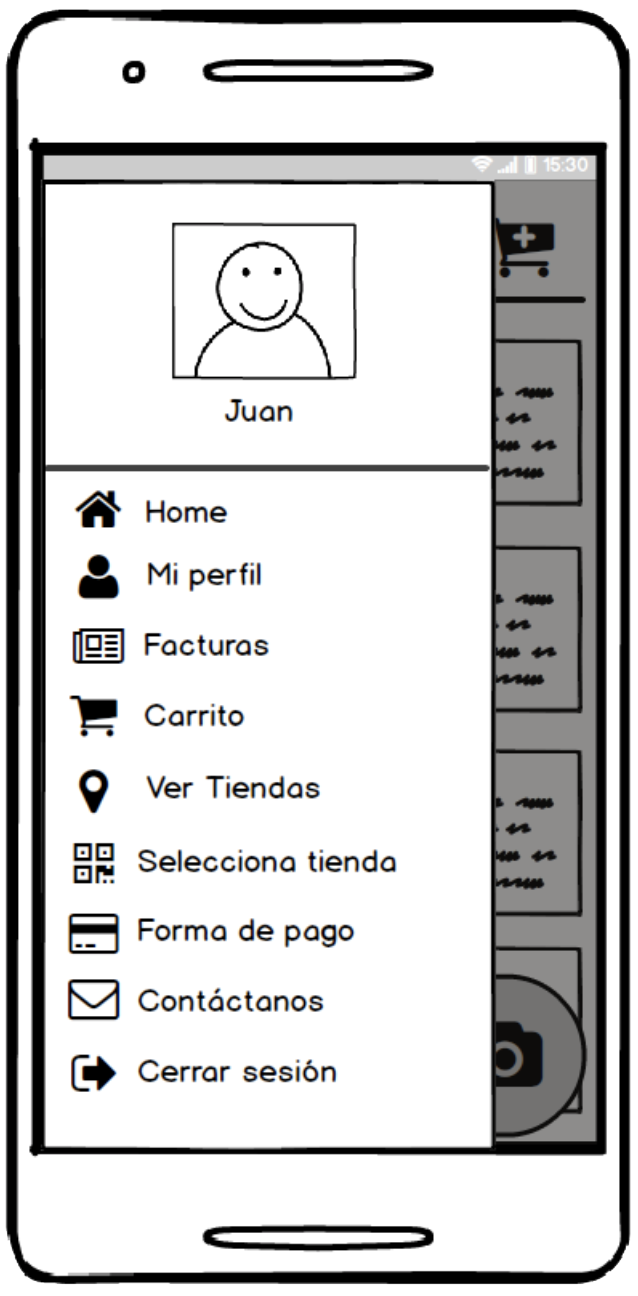 15:30
Juan
Home
Mi perfil
Facturas
Carrito
Ver Tiendas
Selecciona tienda
Forma de pago
Contáctanos
Cerrar sesión